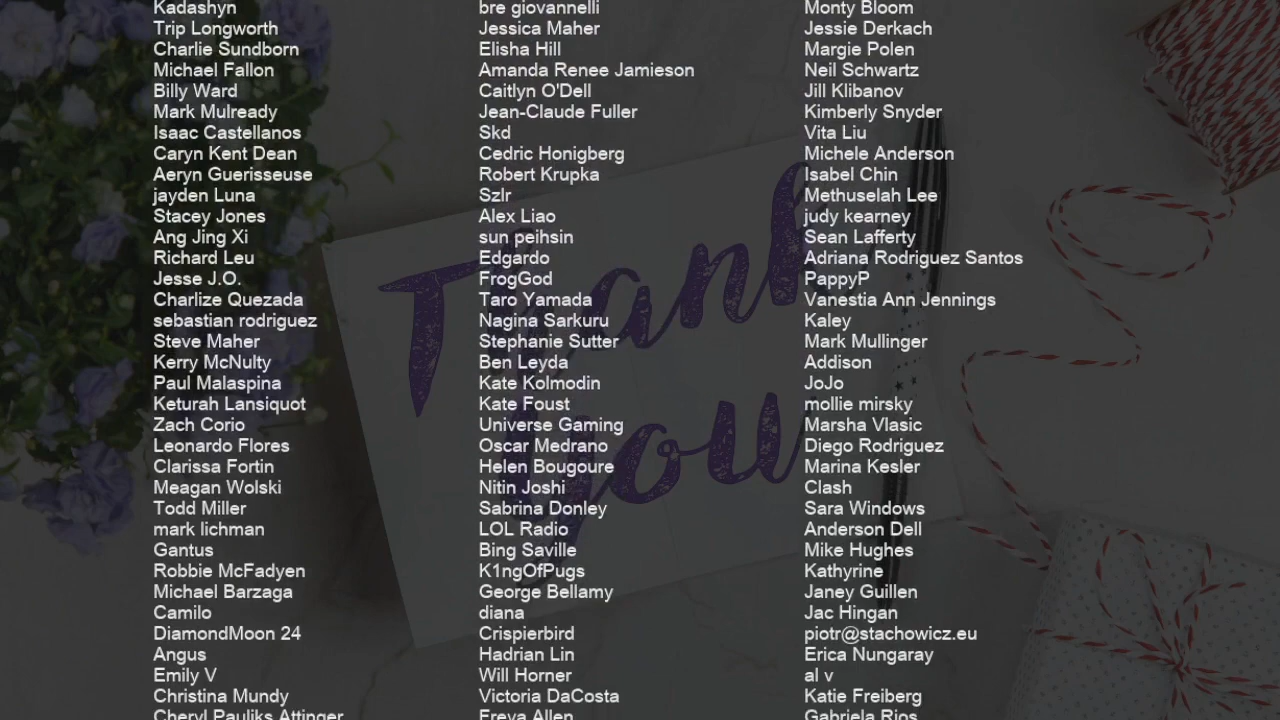 Kadashyn
Trip Longworth
Charlie Sundborn
Michael Fallon
Billy Ward
Mark Mulready
Isaac Castellanos
Caryn Kent Dean
Aeryn Guerisseuse
jayden Luna
Stacey Jones
Ang Jing Xi
Richard Leu
Jesse J.O.
Charlize Quezada
sebastian rodriguez
Steve Maher
Kerry McNulty
Paul Malaspina
Keturah Lansiquot
Zach Corio
Leonardo Flores
Clarissa Fortin
Meagan Wolski
Todd Miller
mark lichman
Gantus
Robbie McFadyen
Michael Barzaga
Camilo
DiamondMoon 24
Angus
Emily V
Christina Mundy
Cheryl Pauliks Attinger
bre giovannelli
Jessica Maher
Elisha Hill
Amanda Renee Jamieson
Caitlyn O'Dell
Jean-Claude Fuller
Skd
Cedric Honigberg
Robert Krupka
Szlr
Alex Liao
sun peihsin
Edgardo
FrogGod
Taro Yamada
Nagina Sarkuru
Stephanie Sutter
Ben Leyda
Kate Kolmodin
Kate Foust
Universe Gaming
Oscar Medrano
Helen Bougoure
Nitin Joshi
Sabrina Donley
LOL Radio
Bing Saville
K1ngOfPugs
George Bellamy
diana
Crispierbird
Hadrian Lin
Will Horner
Victoria DaCosta
Freya Allen
Monty Bloom
Jessie Derkach
Margie Polen
Neil Schwartz
Jill Klibanov
Kimberly Snyder
Vita Liu
Michele Anderson
Isabel Chin
Methuselah Lee
judy kearney
Sean Lafferty
Adriana Rodriguez Santos
PappyP
Vanestia Ann Jennings
Kaley
Mark Mullinger
Addison
JoJo
mollie mirsky
Marsha Vlasic
Diego Rodriguez
Marina Kesler
Clash
Sara Windows
Anderson Dell
Mike Hughes
Kathyrine
Janey Guillen
Jac Hingan
piotr@stachowicz.eu
Erica Nungaray
al v
Katie Freiberg
Gabriela Rios
Thank
you